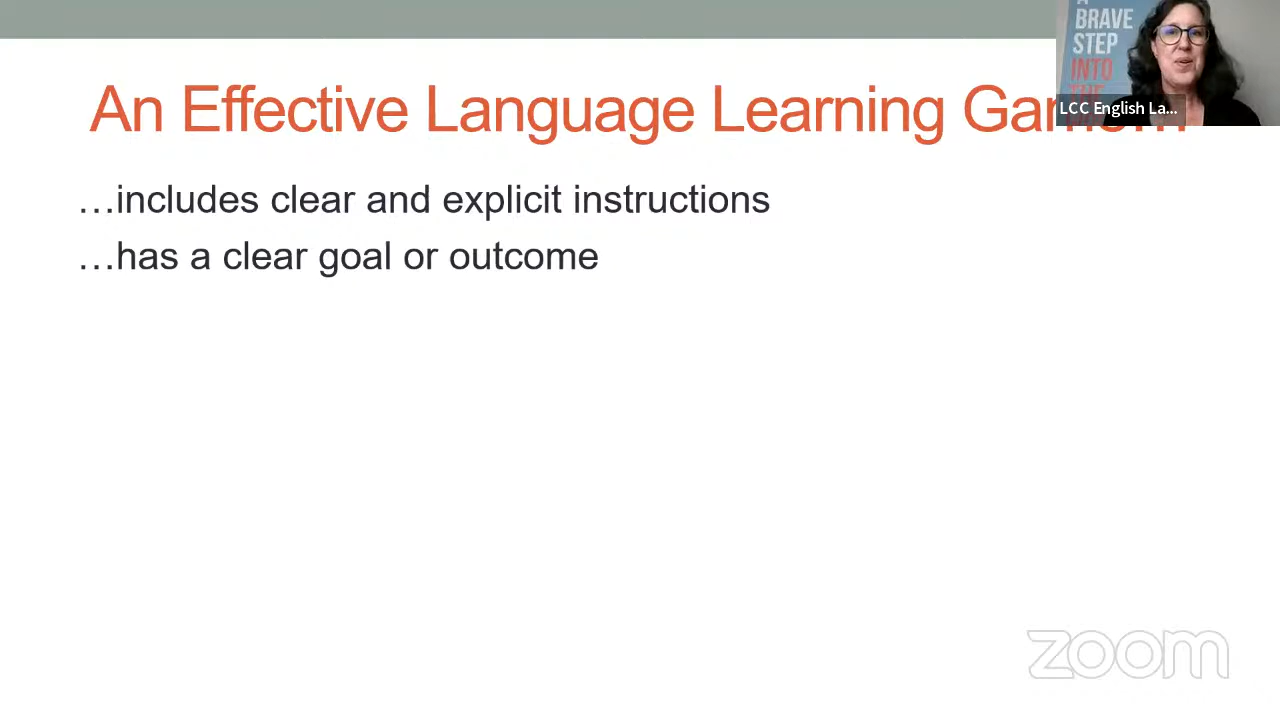 An Effective Language Learning
…includes clear and explicit instructions
…has a clear goal or outcome
A
BRAVE
STEP
INTO
THE
LCC English La...
zoom